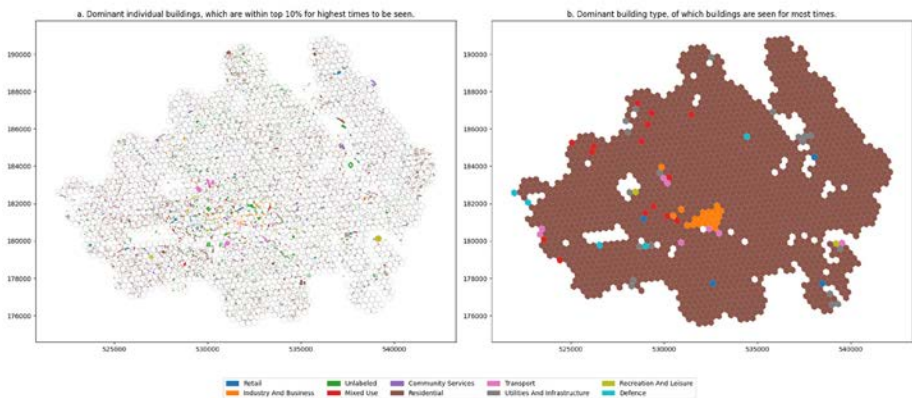 a. Dominant individual buildings, which are within top 10% for highest times to be seen.
b. Dominant building type, of which buildings are seen for most times.
190000
188000
186000
184000
182000
180000
178000
176000
525000 530000 535000 540000
190000
188000
186000
184000
182000
180000
178000
176000
525000 530000 535000 540000
Retail Unlabeled Community Services Transport Recreation And Leisure
Industry And Business Mixed Use Residential Utilities And Infrastructure Defence